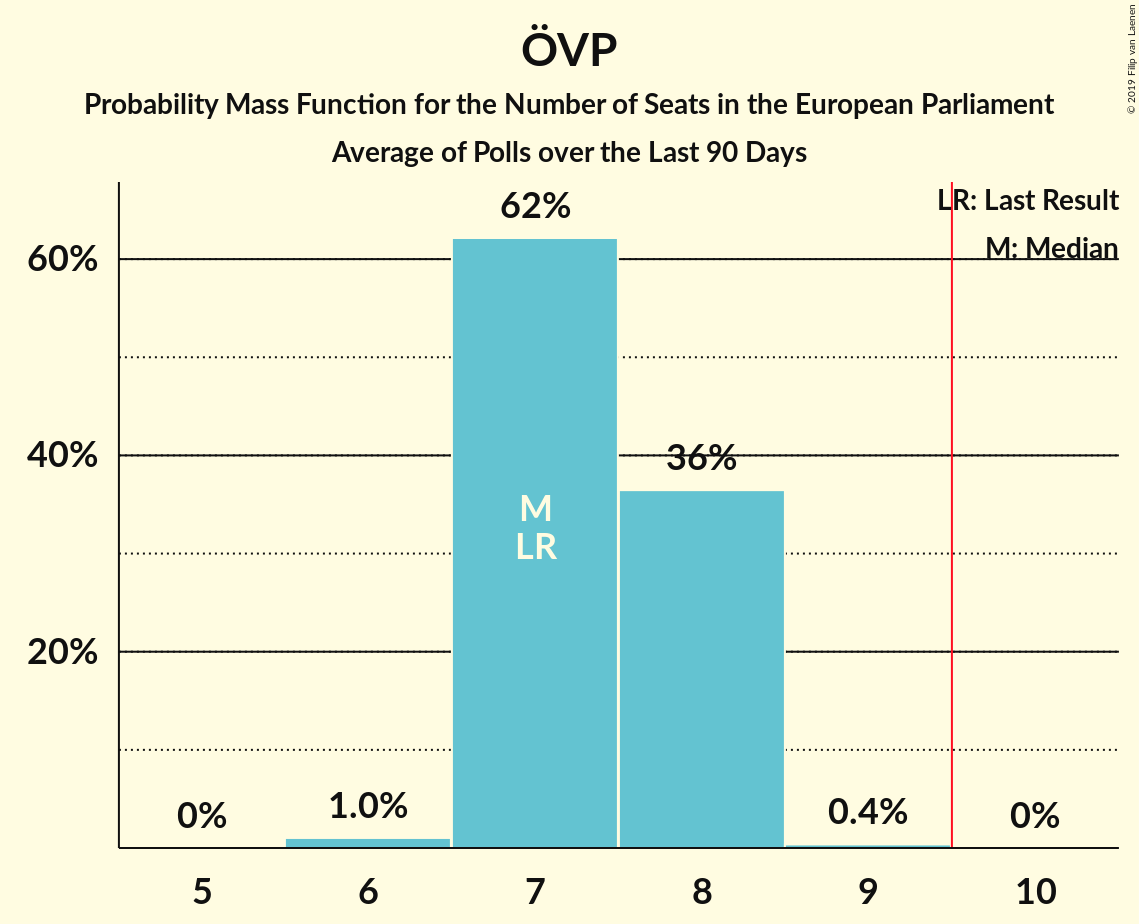 ÖVP
Probability Mass Function for the Number of Seats in the European Parliament
Average of Polls over the Last 90 Days
© 2019 Filip van Laenen
LR: Last Result
M: Median
62%
60%
40%
36%
M
LR
20%
0%
1.0%
0.4%
0%
5
6
7
8
9
10